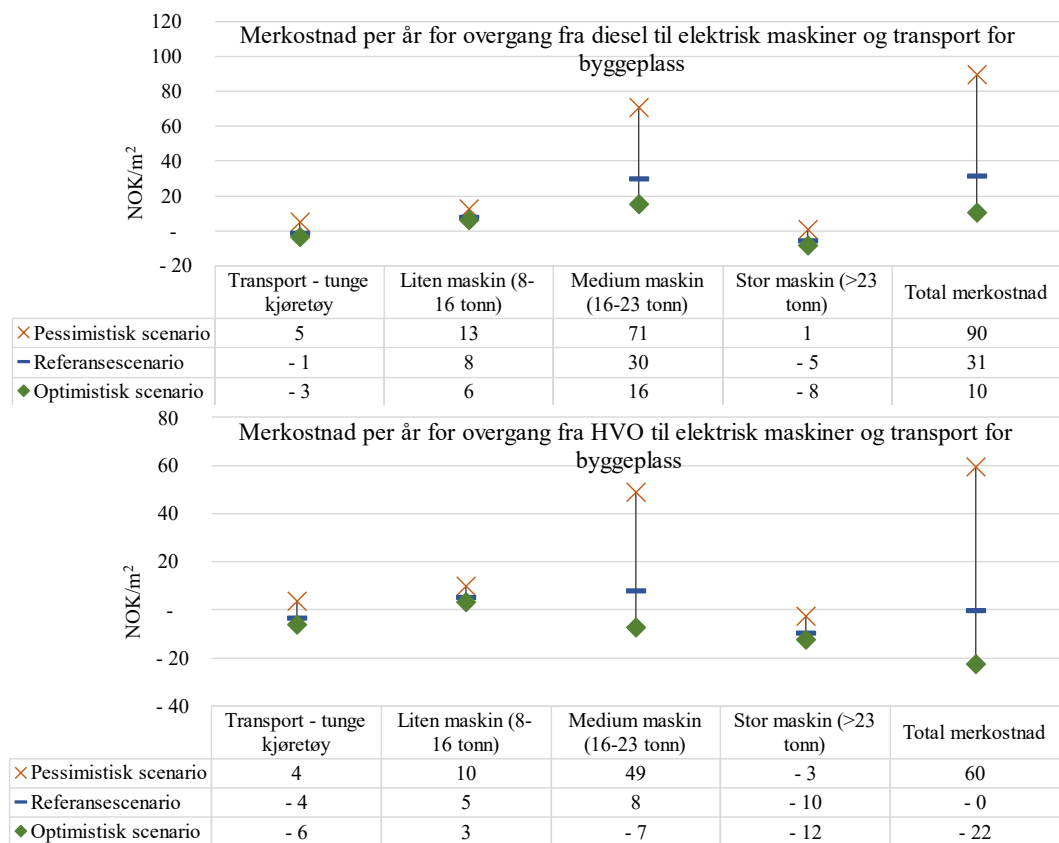 Merkostnad per år for overgang fra diesel til elektrisk maskiner og transport for
byggeplass
NOK/m²
120
100
80
60
40
20
-
- 20
Transport - tunge kjøretøy Liten maskin (8-16 tonn) Medium maskin (16-23 tonn) Stor maskin (>23 tonn) Total merkostnad
Pessimistisk scenario 5 13 71 1 90
Referansescenario - 1 8 30 - 5 31
Optimistisk scenario - 3 6 16 - 8 10
Merkostnad per år for overgang fra HVO til elektrisk maskiner og transport for
byggeplass
NOK/m²
80
60
40
20
-
- 20
- 40
Transport - tunge kjøretøy Liten maskin (8-16 tonn) Medium maskin (16-23 tonn) Stor maskin (>23 tonn) Total merkostnad
Pessimistisk scenario 4 10 49 - 3 60
Referansescenario - 4 5 8 - 10 - 0
Optimistisk scenario - 6 3 - 7 - 12 - 22